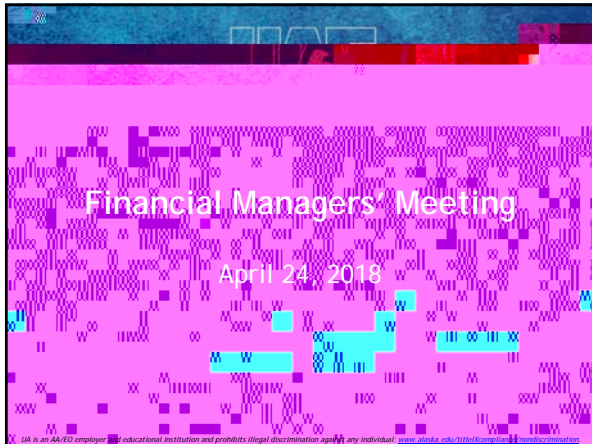 Financial Managers' Meeting
April 24, 2018
UA is an AA/EO employer and educational institution and prohibits illegal discrimination against any individual: www.alaska.edu/titleIXcompliance/nondiscrimination.